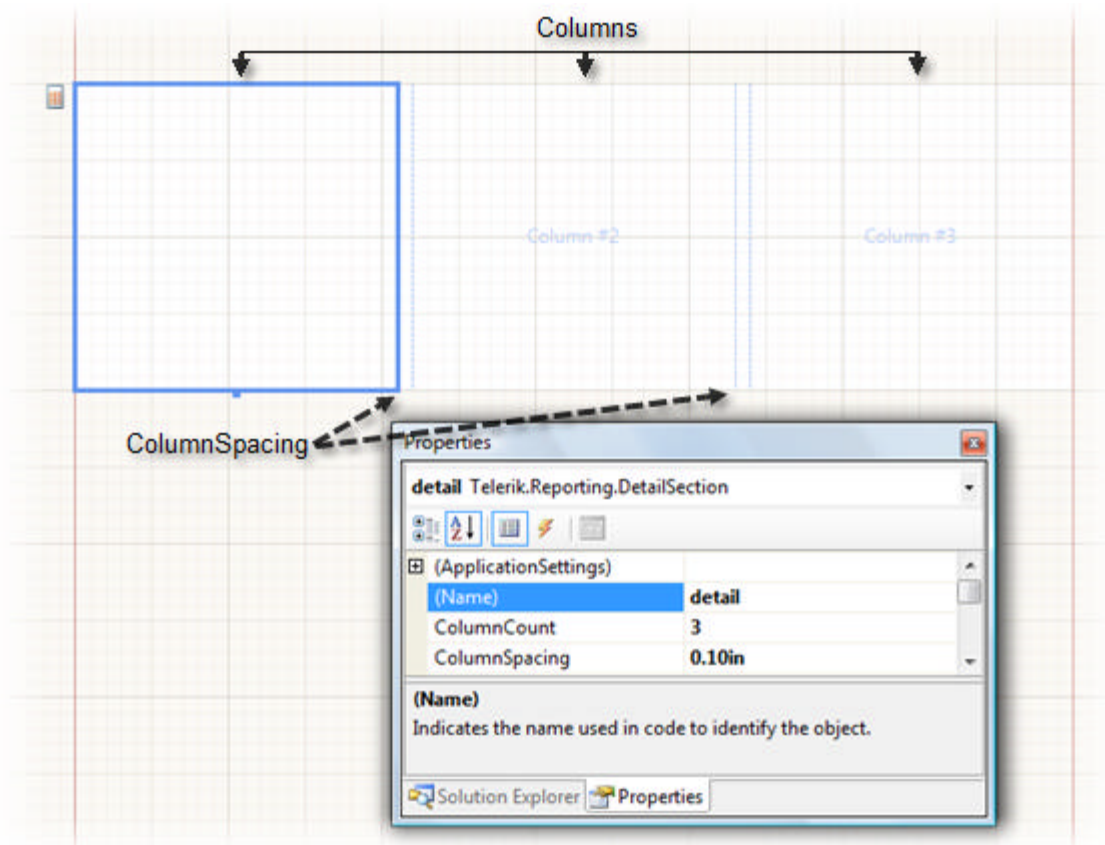 Columns
Column #2
Column #3
ColumnSpacing
Properties
detail Telerik.Reporting.DetailSection
(ApplicationSettings)
(Name) detail
ColumnCount 3
ColumnSpacing 0.10in
(Name)
Indicates the name used in code to identify the object.
Solution Explorer Properties